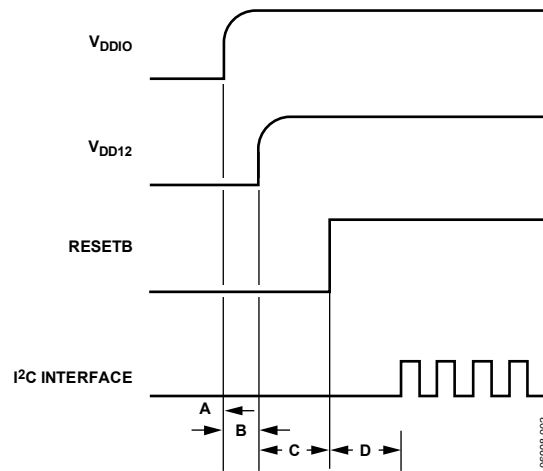 VDDIO
VDD12
RESETB
I²C INTERFACE
A
B
C
D